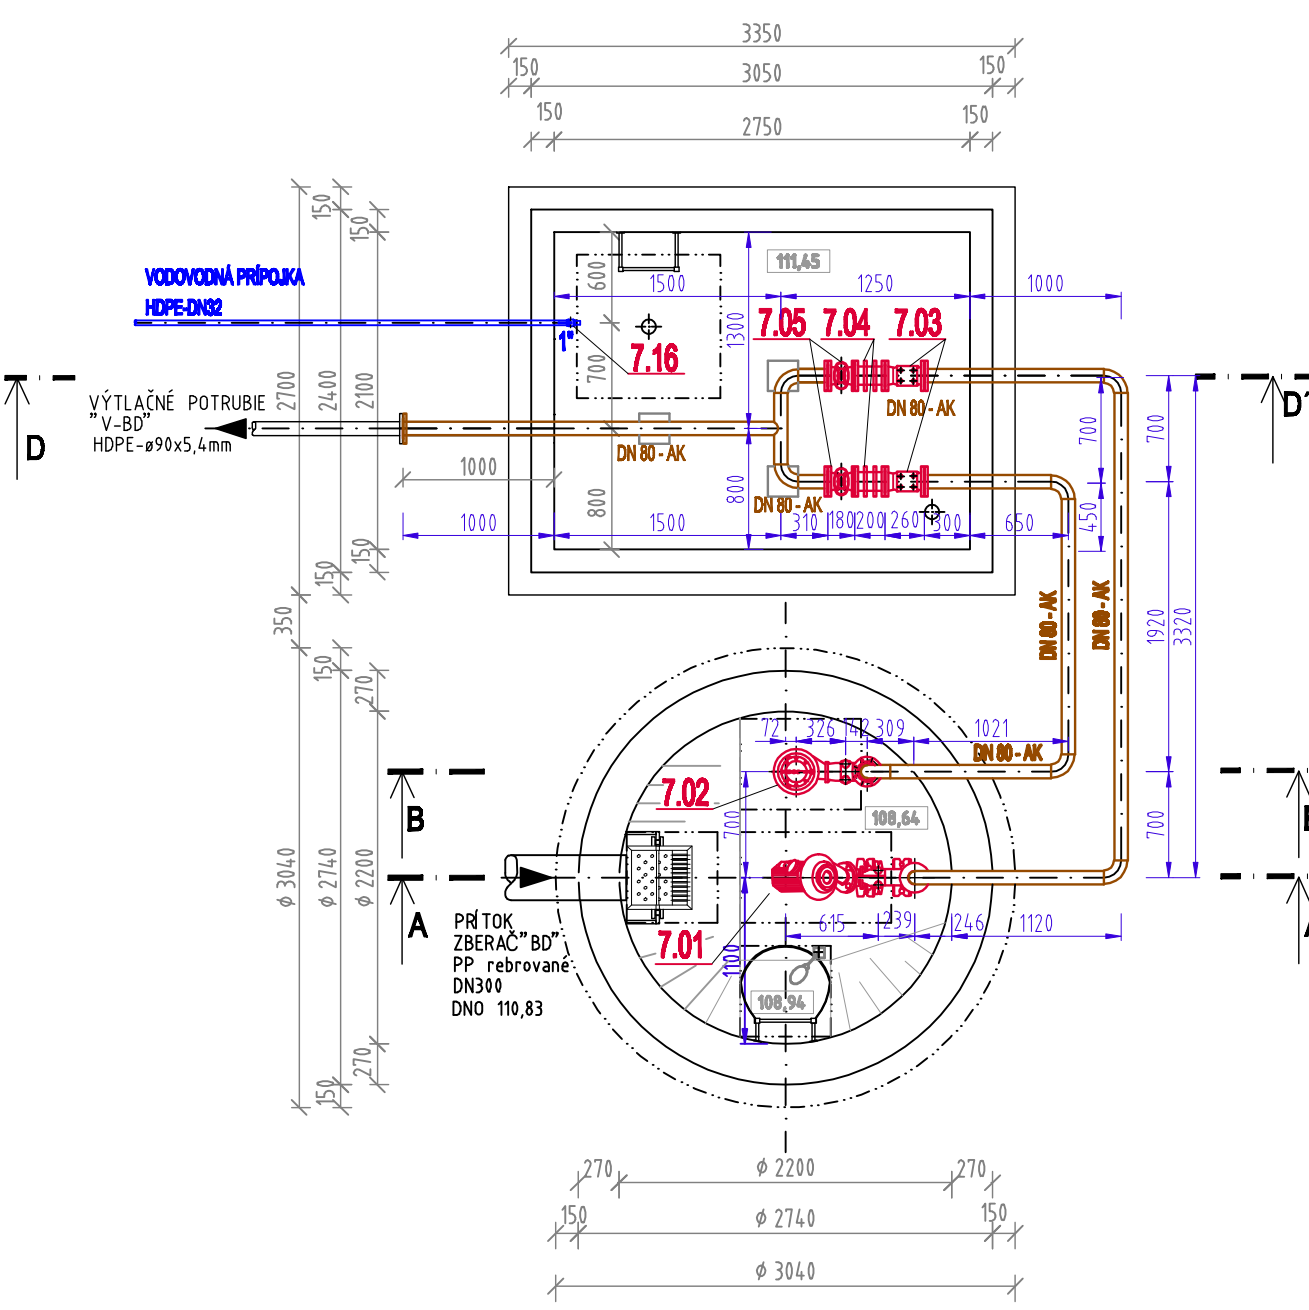 3350
150
3050
150
150
2750
150
150
150
2700
2400
2100
150
150
600
700
800
1300
800
111,45
1500
1250
1000
VODOVODNÁ PRÍPOJKA
HDPE-DN32
1"
7.16
7.05
7.04
7.03
D
D'
VÝTLAČNÉ POTRUBIE
"V-BD"
HDPE-ø90x5,4mm
DN 80 - AK
DN 80 - AK
DN 80 - AK
1000
1000
1500
310
180
200
260
300
650
700
450
700
1920
3320
700
DN 80 - AK
DN 80 - AK
350
150
270
72
326
142
309
1021
DN 80 - AK
7.02
700
108,64
B
A
ϕ 3040
ϕ 2740
ϕ 2200
PRÍTOK
ZBERAČ"BD"
PP rebrované
DN300
DNO 110,83
7.01
615
239
246
1120
1100
108,94
270
150
270
ϕ 2200
270
150
ϕ 2740
150
ϕ 3040